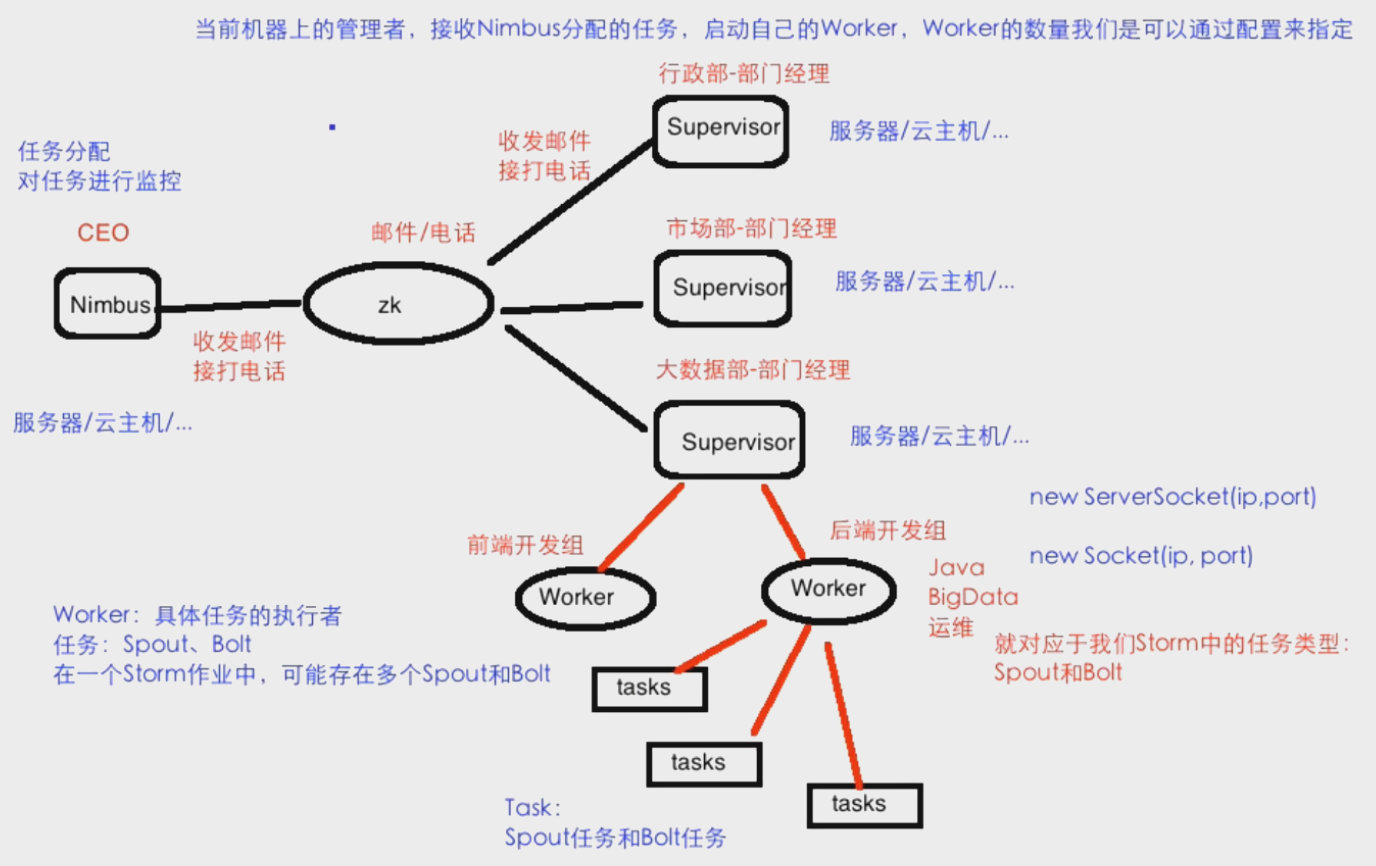 当前机器上的管理者，接收Nimbus分配的任务，启动自己的Worker，Worker的数量我们是可以通过配置来指定
行政部-部门经理
Supervisor
服务器/云主机/...
收发邮件
接打电话
任务分配
对任务进行监控
CEO
邮件/电话
市场部-部门经理
Supervisor
服务器/云主机/...
Nimbus
zk
收发邮件
接打电话
大数据部-部门经理
服务器/云主机/...
Supervisor
服务器/云主机/...
new ServerSocket(ip,port)
前端开发组
后端开发组
new Socket(ip, port)
Worker
Worker
Java
BigData
运维
Worker：具体任务的执行者
任务：Spout、Bolt
在一个Storm作业中，可能存在多个Spout和Bolt
就对应于我们Storm中的任务类型：
Spout和Bolt
tasks
tasks
tasks
Task：
Spout任务和Bolt任务